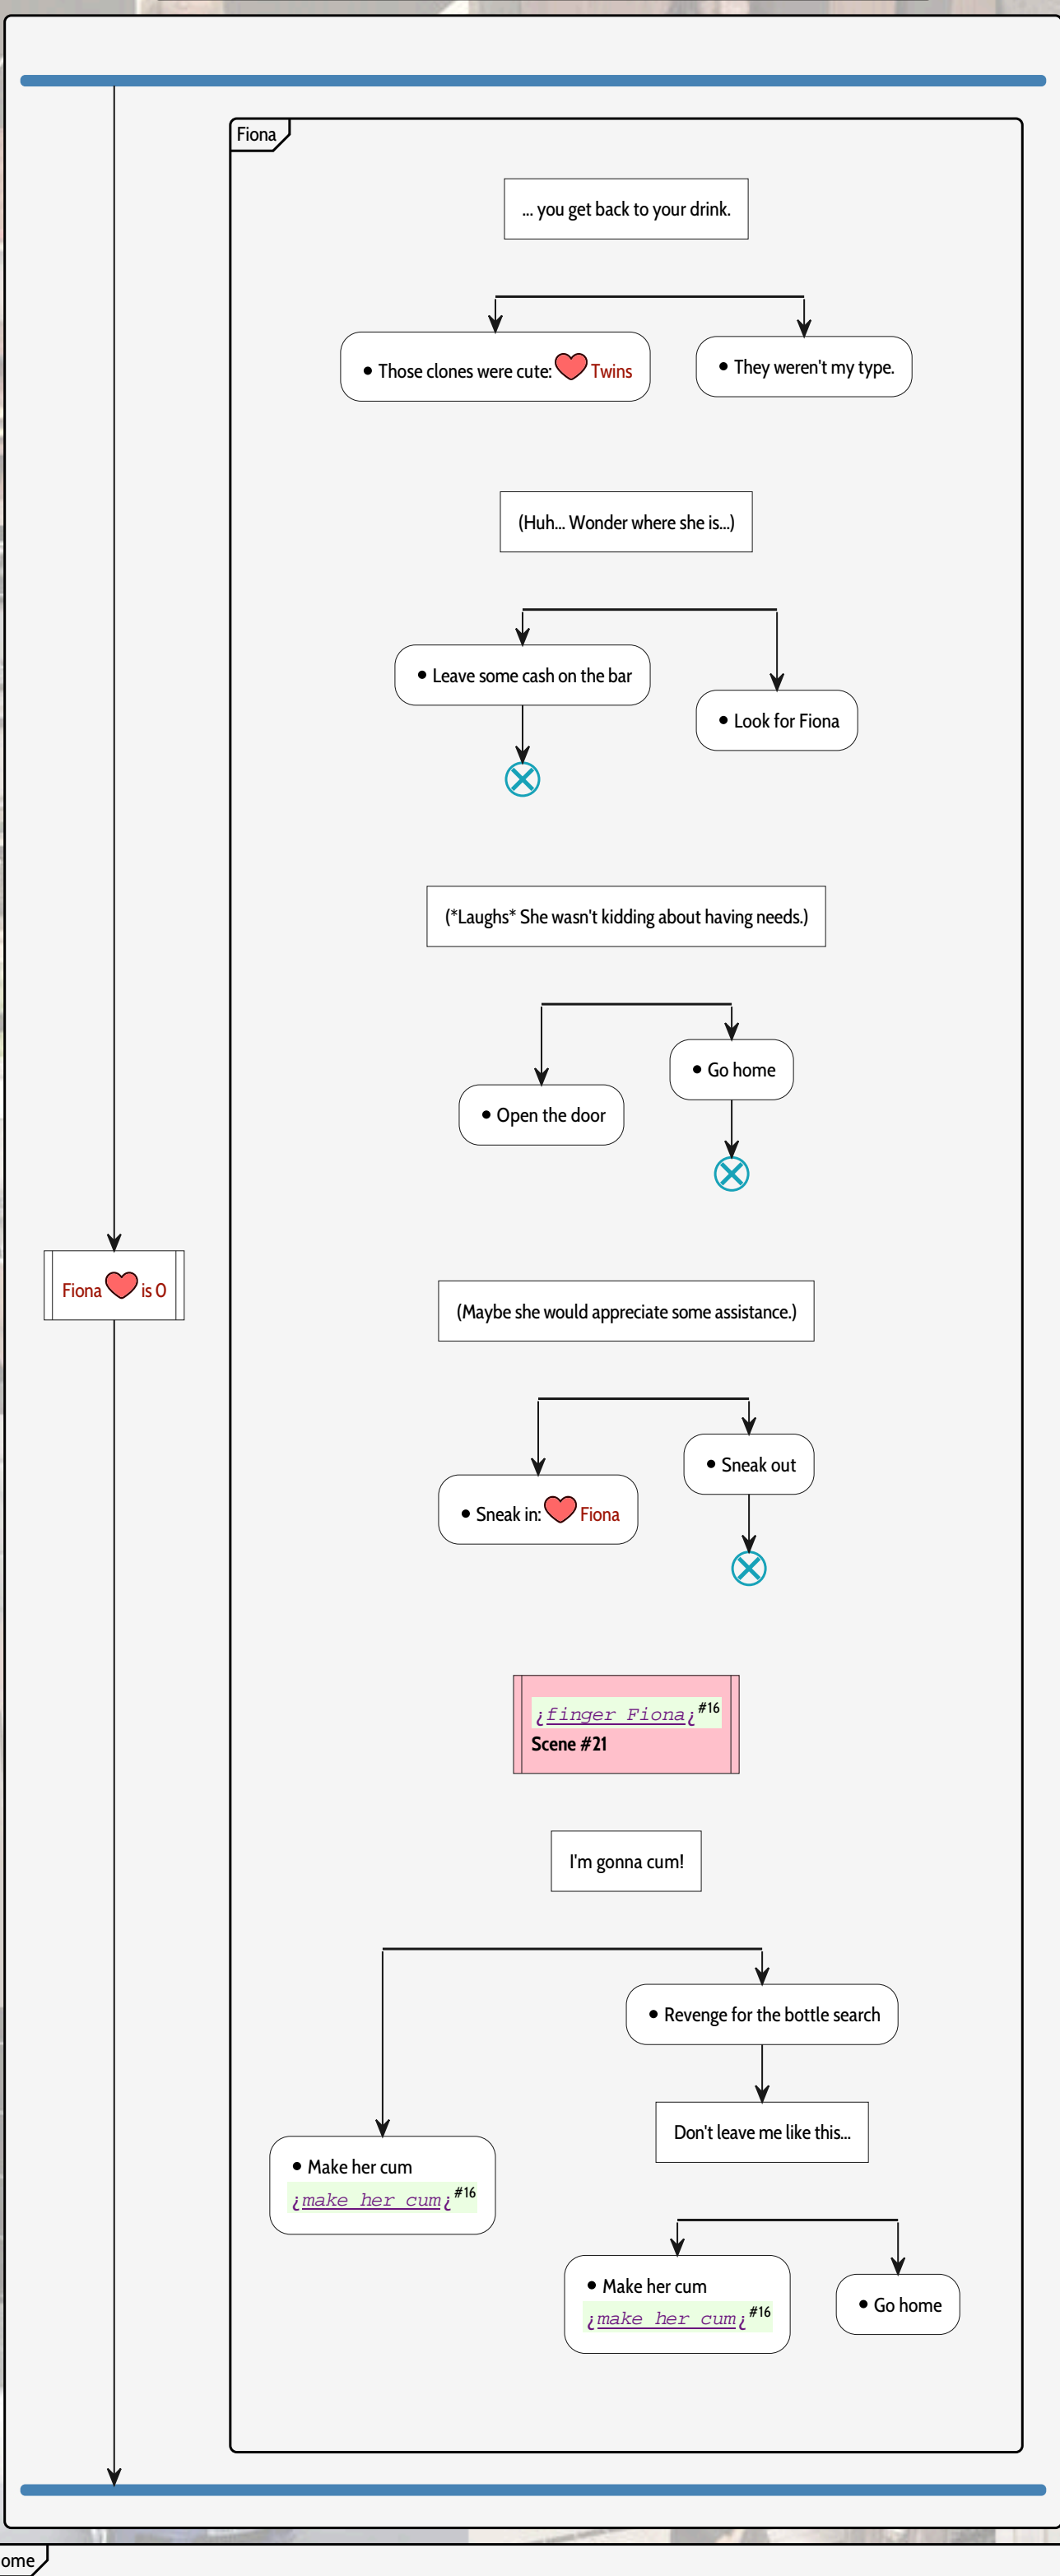 Fiona
... you get back to your drink.
• Those clones were cute: Twins
• They weren't my type.
(Huh... Wonder where she is...)
• Leave some cash on the bar
• Look for Fiona
(*Laughs* She wasn't kidding about having needs.)
• Go home
• Open the door
Fiona is 0
(Maybe she would appreciate some assistance.)
• Sneak out
• Sneak in: Fiona
¿finger Fiona¿#16
Scene #21
I'm gonna cum!
• Revenge for the bottle search
Don't leave me like this...
• Make her cum
¿make her cum¿#16
• Make her cum
¿make her cum¿#16
• Go home
ome